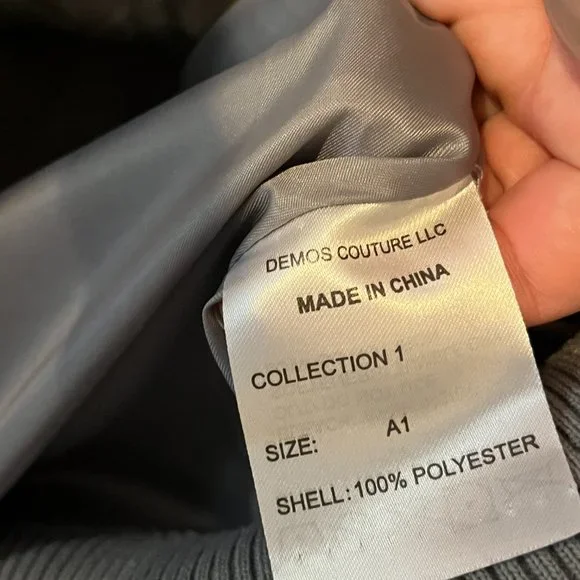 DEMOS COUTURE LLC
MADE IN CHINA
COLLECTION 1
SIZE: A1
SHELL: 100% POLYESTER